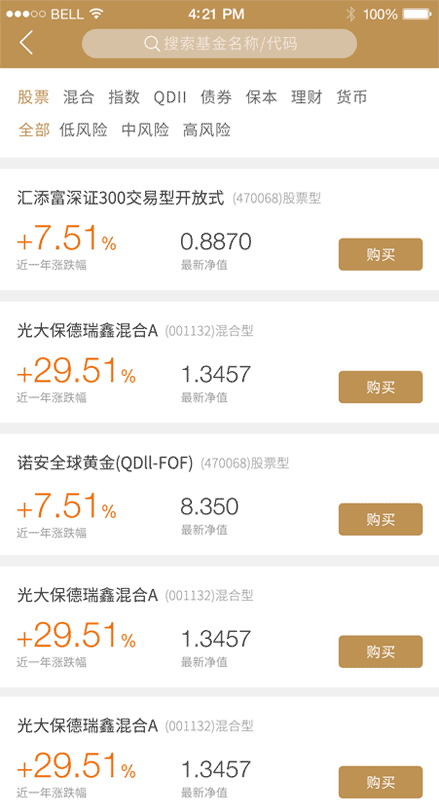 BELL 4:21 PM 100%
搜索基金名称/代码
股票 混合 指数 QDII 债券 保本 理财 货币
全部 低风险 中风险 高风险
汇添富深证300交易型开放式 (470068)股票型
+7.51% 0.8870
购买
近一年涨跌幅 最新净值
光大保德瑞鑫混合A (001132)混合型
+29.51% 1.3457
购买
近一年涨跌幅 最新净值
诺安全球黄金(QDll-FOF) (470068)股票型
+7.51% 8.350
购买
近一年涨跌幅 最新净值
光大保德瑞鑫混合A (001132)混合型
+29.51% 1.3457
购买
近一年涨跌幅 最新净值
光大保德瑞鑫混合A (001132)混合型
+29.51% 1.3457
购买
近一年涨跌幅 最新净值